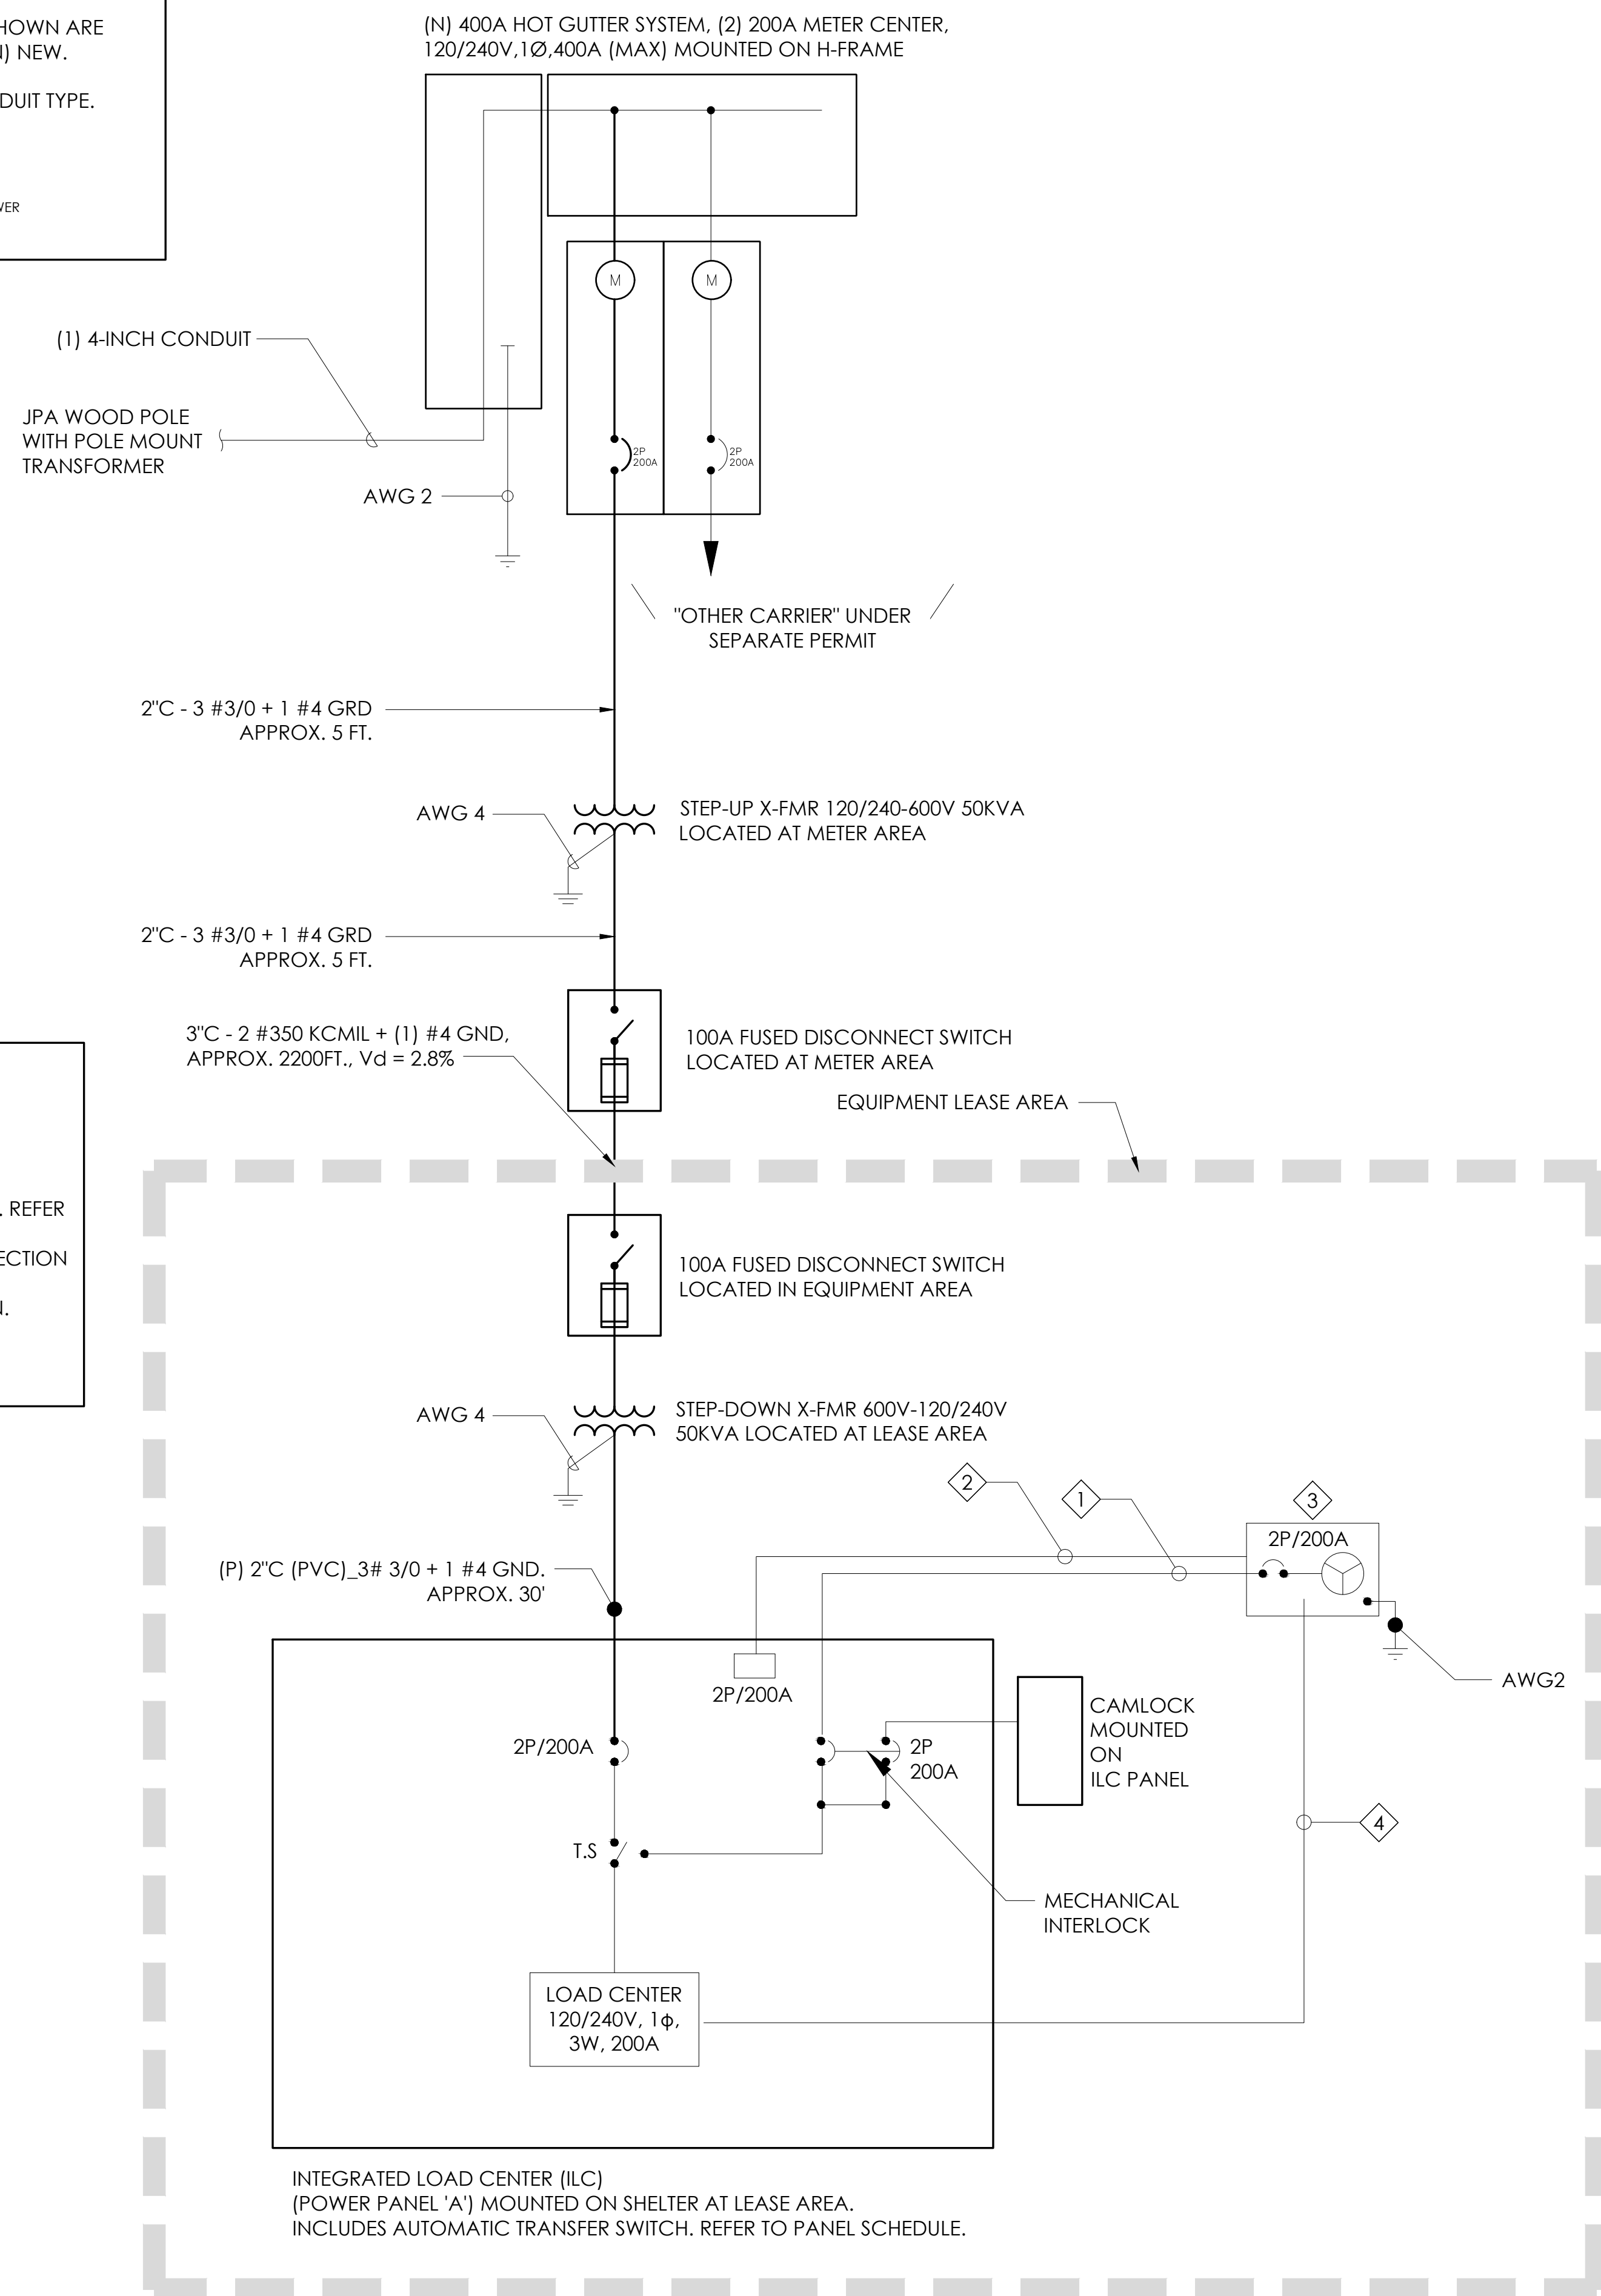 HOWN ARE
N) NEW.
DUIT TYPE.
WER
(N) 400A HOT GUTTER SYSTEM, (2) 200A METER CENTER,
120/240V,1Ø,400A (MAX) MOUNTED ON H-FRAME
M
M
(1) 4-INCH CONDUIT
JPA WOOD POLE
WITH POLE MOUNT
TRANSFORMER
2P
200A
2P
200A
AWG 2
"OTHER CARRIER" UNDER
SEPARATE PERMIT
2"C - 3 #3/0 + 1 #4 GRD
APPROX. 5 FT.
AWG 4
STEP-UP X-FMR 120/240-600V 50KVA
LOCATED AT METER AREA
2"C - 3 #3/0 + 1 #4 GRD
APPROX. 5 FT.
3"C - 2 #350 KCMIL + (1) #4 GND,
APPROX. 2200FT., Vd = 2.8%
100A FUSED DISCONNECT SWITCH
LOCATED AT METER AREA
EQUIPMENT LEASE AREA
. REFER
ECTION
N.
100A FUSED DISCONNECT SWITCH
LOCATED IN EQUIPMENT AREA
AWG 4
STEP-DOWN X-FMR 600V-120/240V
50KVA LOCATED AT LEASE AREA
2
1
3
2P/200A
(P) 2"C (PVC)_3# 3/0 + 1 #4 GND.
APPROX. 30'
AWG2
2P/200A
CAMLOCK
MOUNTED
ON
ILC PANEL
2P/200A
2P
200A
4
T.S
MECHANICAL
INTERLOCK
LOAD CENTER
120/240V, 1ϕ,
3W, 200A
INTEGRATED LOAD CENTER (ILC)
(POWER PANEL 'A') MOUNTED ON SHELTER AT LEASE AREA.
INCLUDES AUTOMATIC TRANSFER SWITCH. REFER TO PANEL SCHEDULE.